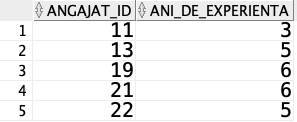 ANGAJAT_ID ANI_DE_EXPERIENTA
1 11 3
2 13 5
3 19 6
4 21 6
5 22 5